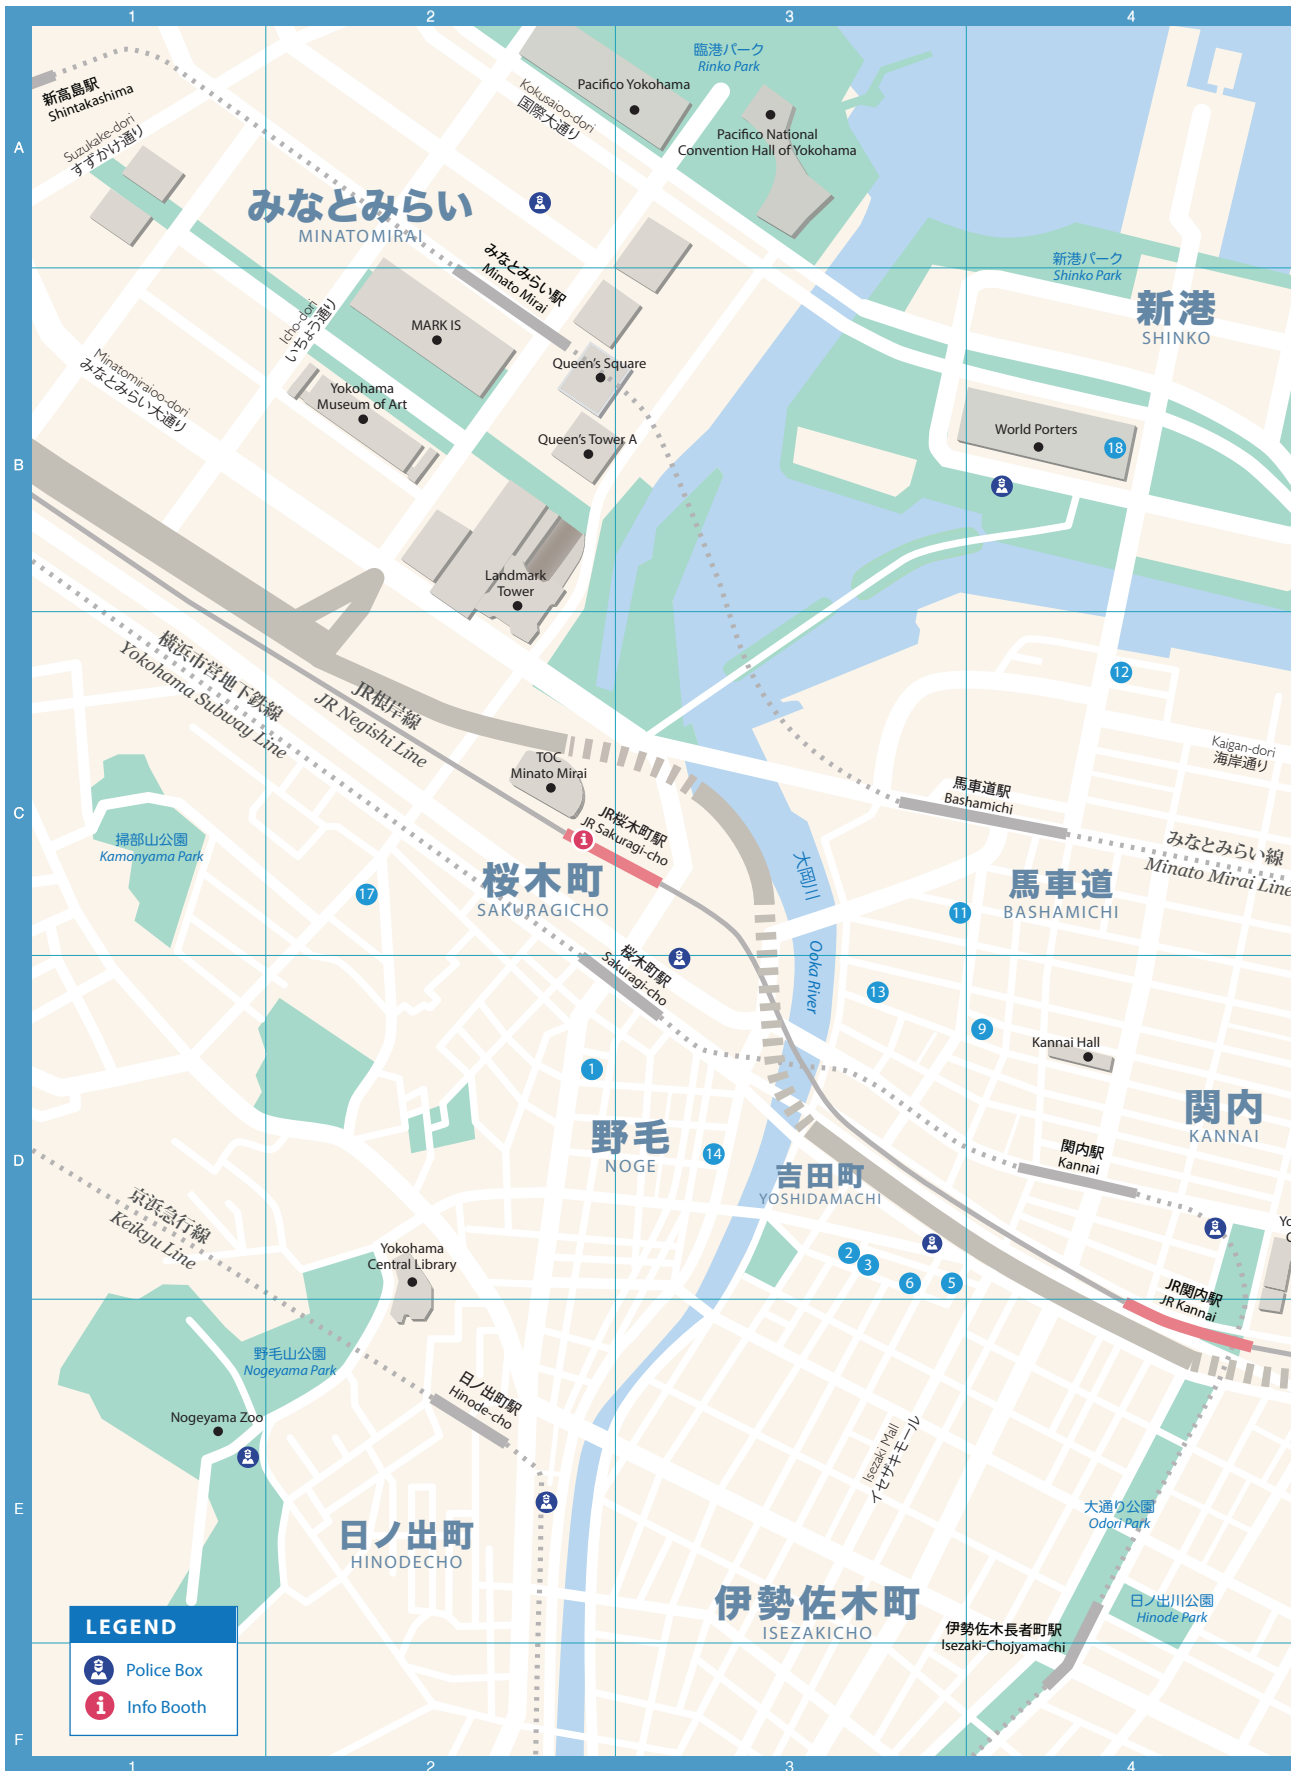 1
2
3
4
A
B
C
D
E
F
新高島駅
Shintakashima
Suzukake-dori
すずかけ通り
Kokusaioo-dori
国際大通り
Pacifico Yokohama
臨港パーク
Rinko Park
Pacifico National
Convention Hall of Yokohama
みなとみらい
MINATOMIRAI
みなとみらい駅
Minato Mirai
新港パーク
Shinko Park
新港
SHINKO
Icho-dori
いちょう通り
MARK IS
Minatomiraioo-dori
みなとみらい大通り
Yokohama
Museum of Art
Queen's Square
Queen's Tower A
World Porters
18
Landmark
Tower
横浜市営地下鉄線
Yokohama Subway Line
JR根岸線
JR Negishi Line
12
Kaigan-dori
海岸通り
TOC
Minato Mirai
馬車道駅
Bashamichi
掃部山公園
Kamonyama Park
JR桜木町駅
JR Sakuragi-cho
みなとみらい線
Minato Mirai Line
大岡川
Ooka River
17
桜木町
SAKURAGICHO
馬車道
BASHAMICHI
11
桜木町駅
Sakuragi-cho
13
9
Kannai Hall
1
野毛
NOGE
14
関内
KANNAI
関内駅
Kannai
吉田町
YOSHIDAMACHI
京浜急行線
Keikyu Line
Yokohama
Central Library
2
3
6
5
JR関内駅
JR Kannai
野毛山公園
Nogeyama Park
日ノ出町駅
Hinode-cho
Nogeyama Zoo
Isezaki Mall
イセザキモール
大通り公園
Odori Park
日ノ出町
HINODECHO
伊勢佐木町
ISEZAKICHO
日ノ出川公園
Hinode Park
伊勢佐木長者町駅
Isezaki-Chojyamachi
LEGEND
Police Box
Info Booth
1
2
3
4